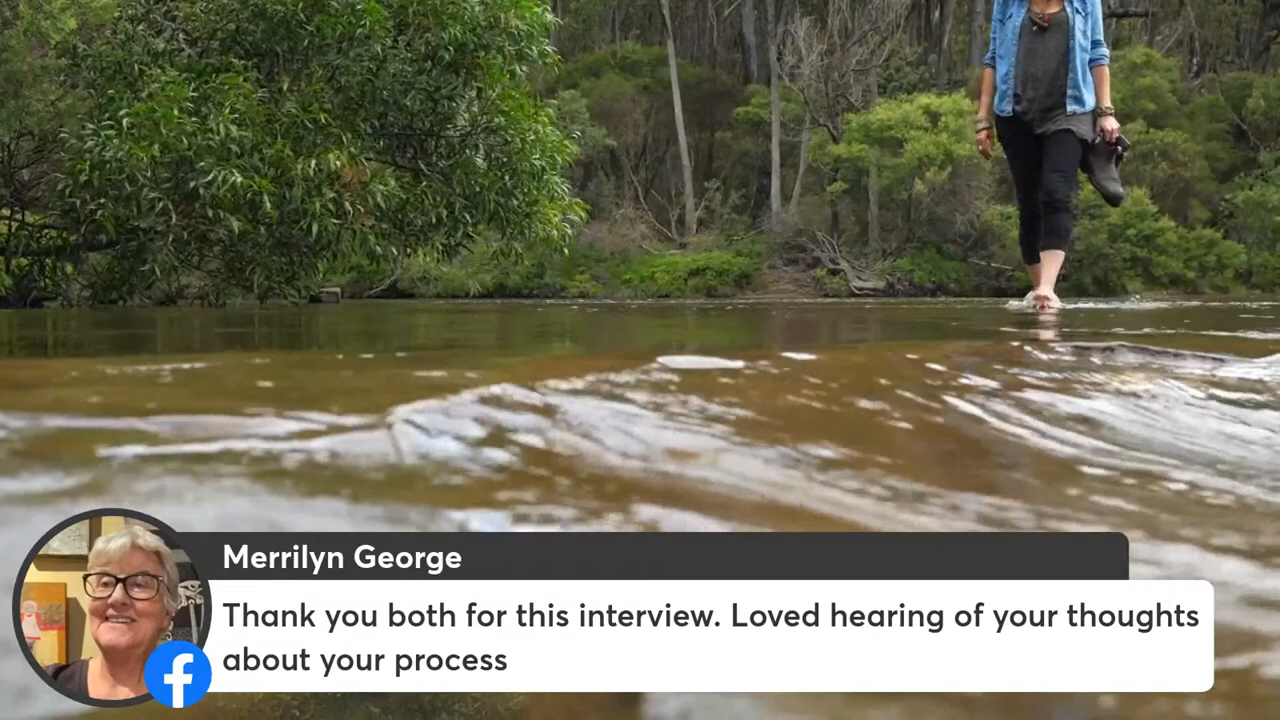 Merrilyn George
Thank you both for this interview. Loved hearing of your thoughts
about your process